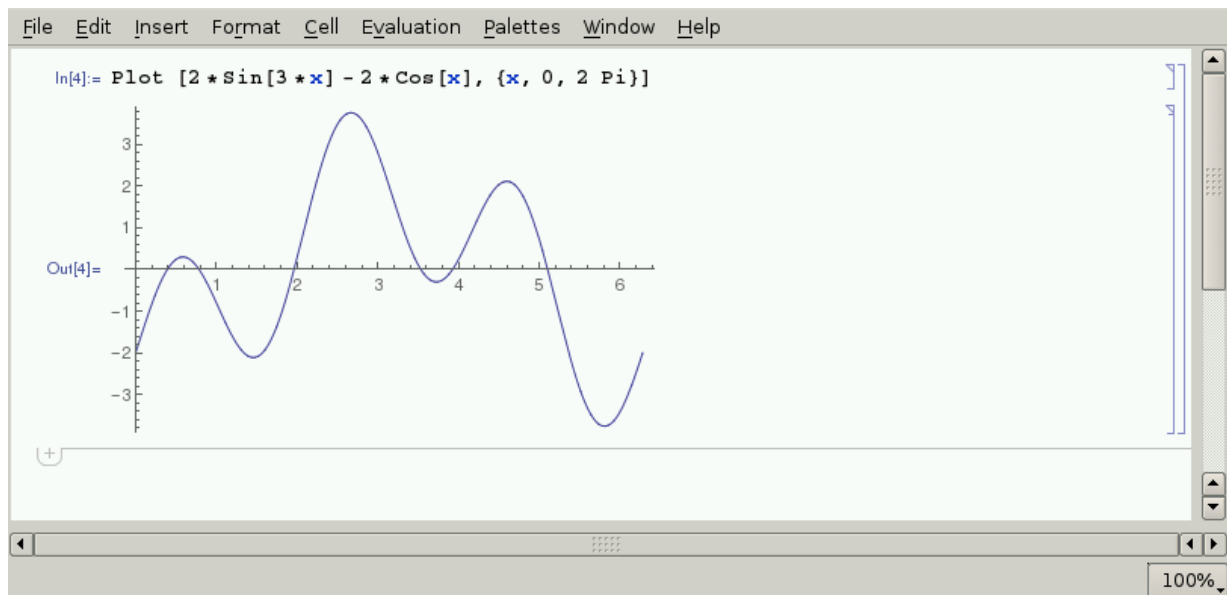 File Edit Insert Format Cell Evaluation Palettes Window Help
In[4]:= Plot [2*Sin[3*x]-2*Cos[x], {x, 0, 2 Pi}]
3
2
1
Out[4]=
1 2 3 4 5 6
-1
-2
-3
100%